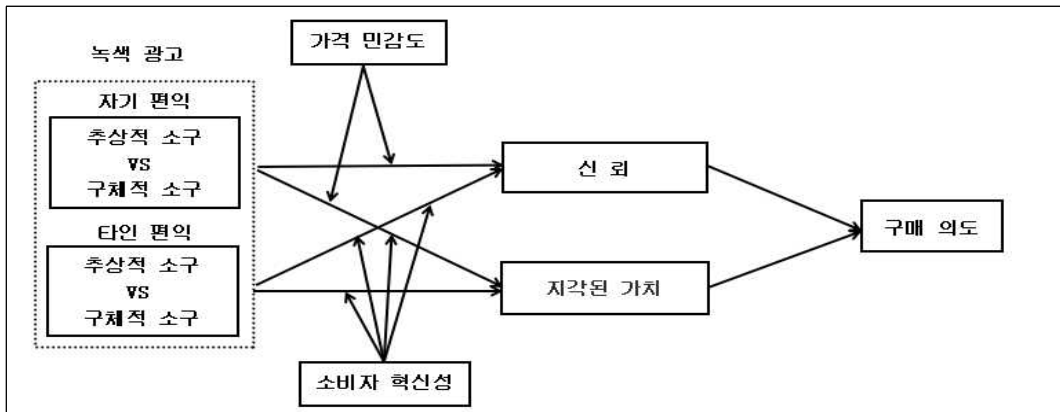 가격 민감도
녹색 광고
자기 편익
추상적 소구
VS
구체적 소구
신 뢰
타인 편익
구매 의도
추상적 소구
VS
구체적 소구
지각된 가치
소비자 혁신성